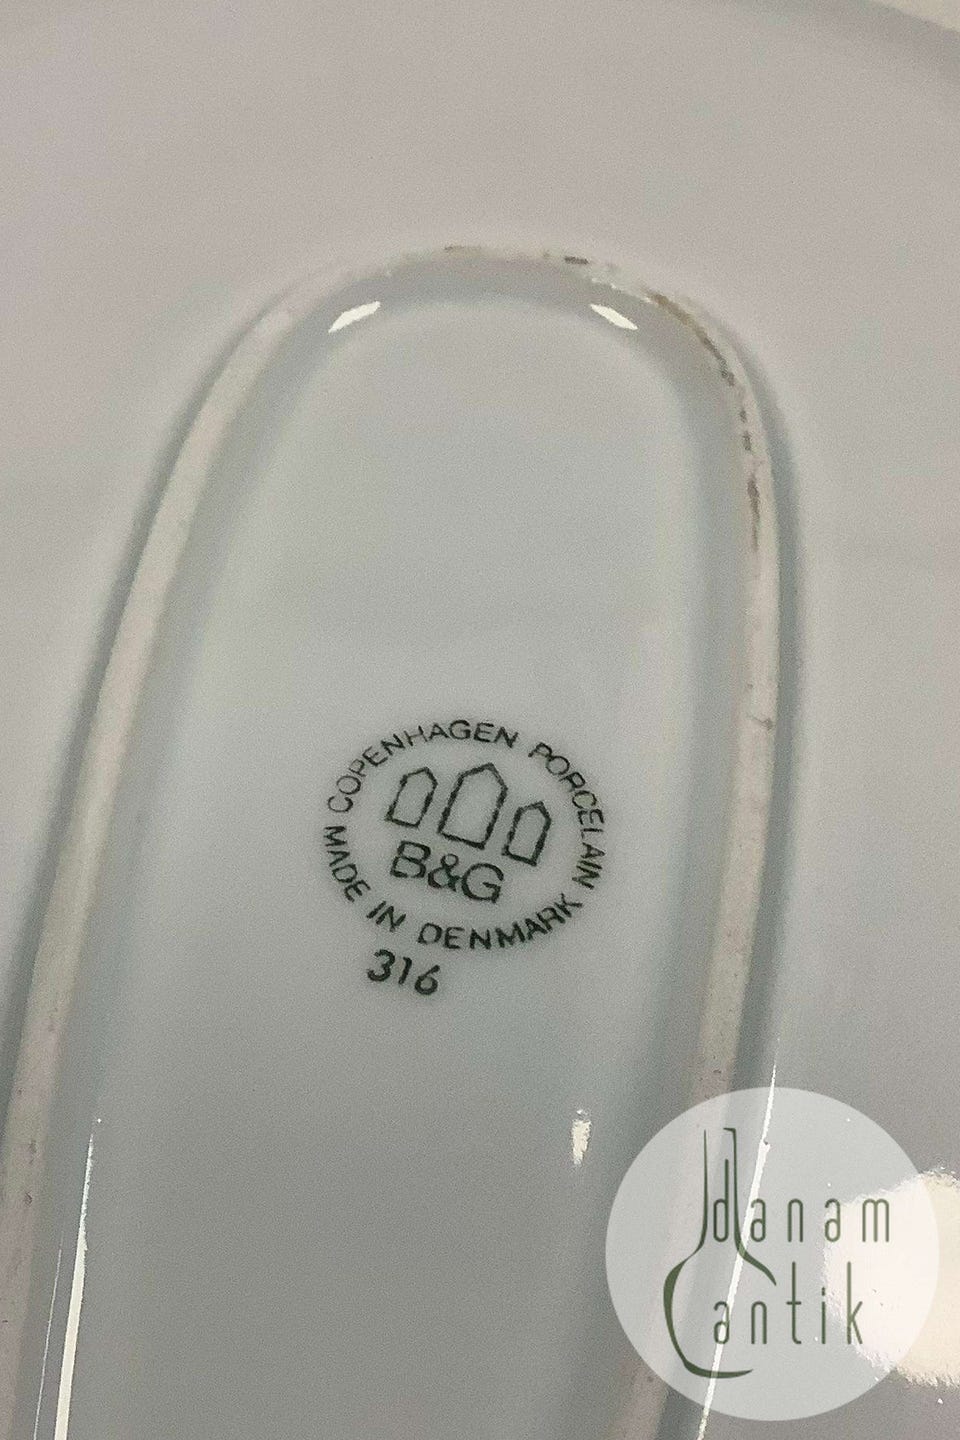 COPENHAGEN PORCELAIN
B&G
MADE IN DENMARK
316
danam
antik